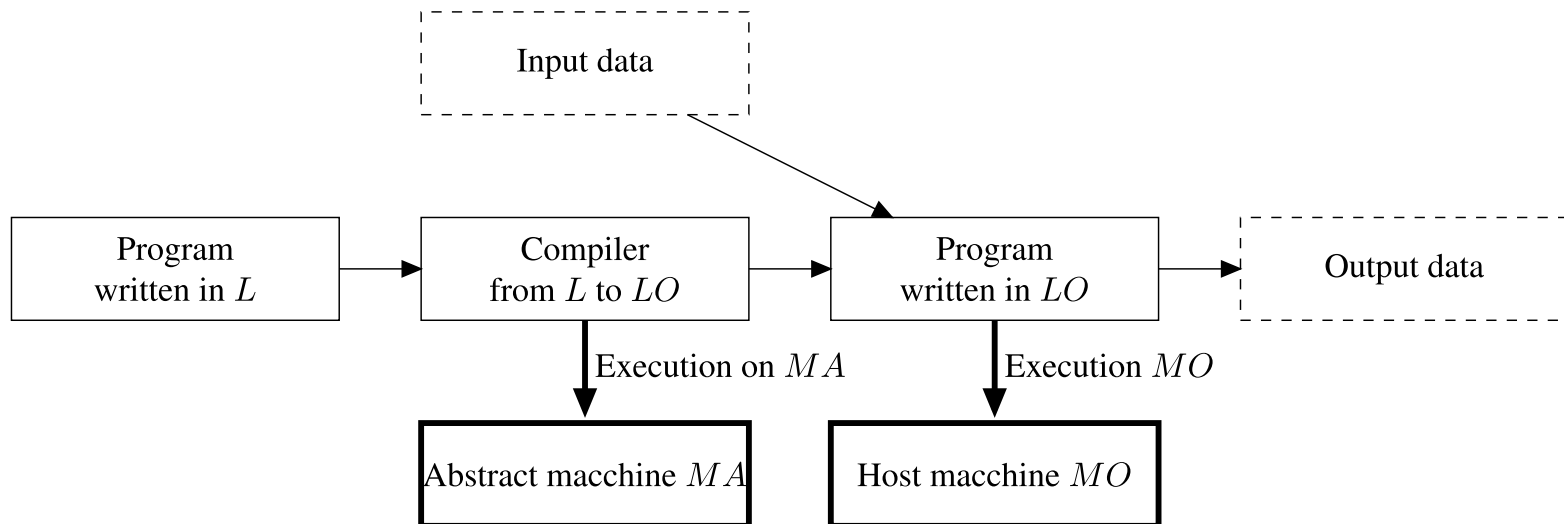 Input data
Program
written in L
Compiler
from L to LO
Program
written in LO
Output data
Execution on MA
Execution MO
Abstract macchine MA
Host macchine MO